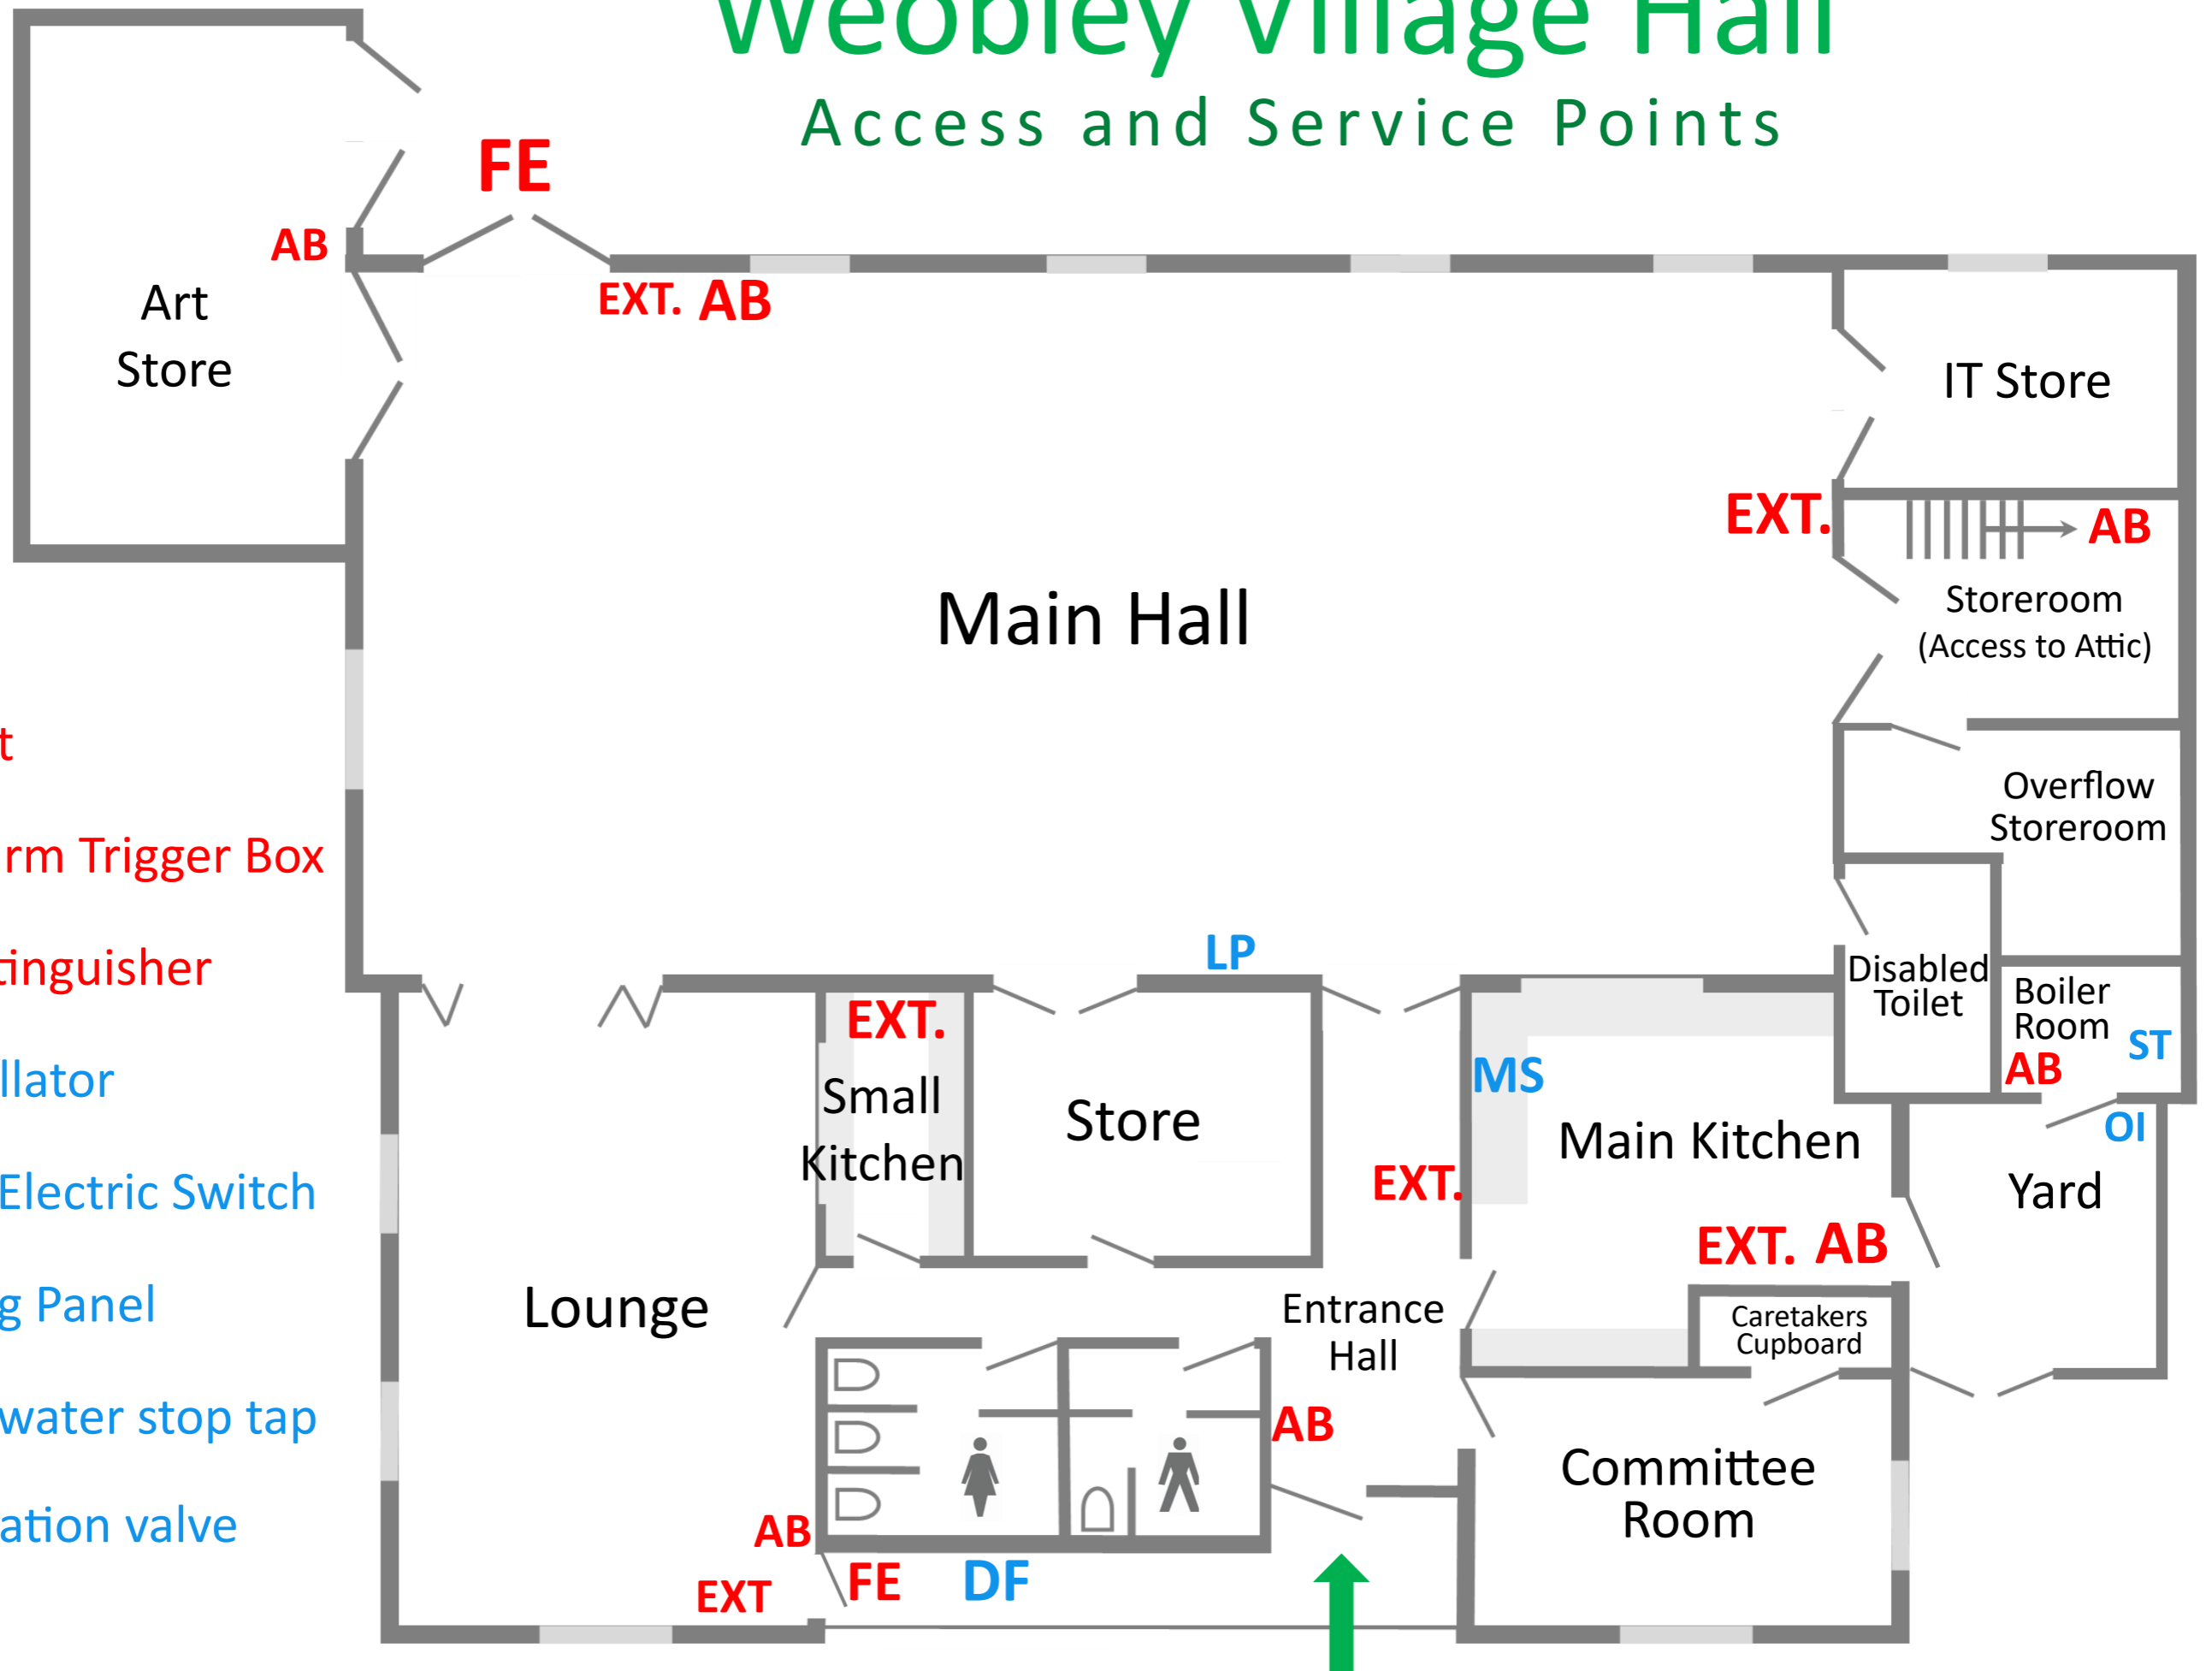 Weobley Village Hall
Access and Service Points
FE
AB
EXT. AB
Art
Store
IT Store
EXT.
AB
Storeroom
(Access to Attic)
Main Hall
t
rm Trigger Box
tinguisher
llator
Electric Switch
g Panel
water stop tap
ation valve
Overflow
Storeroom
LP
Disabled
Toilet
Boiler
Room
ST
AB
OI
Yard
EXT.
Small
Kitchen
Store
MS
Main Kitchen
EXT.
EXT. AB
Lounge
Entrance
Hall
Caretakers
Cupboard
AB
Committee
Room
AB
FE
DF
EXT